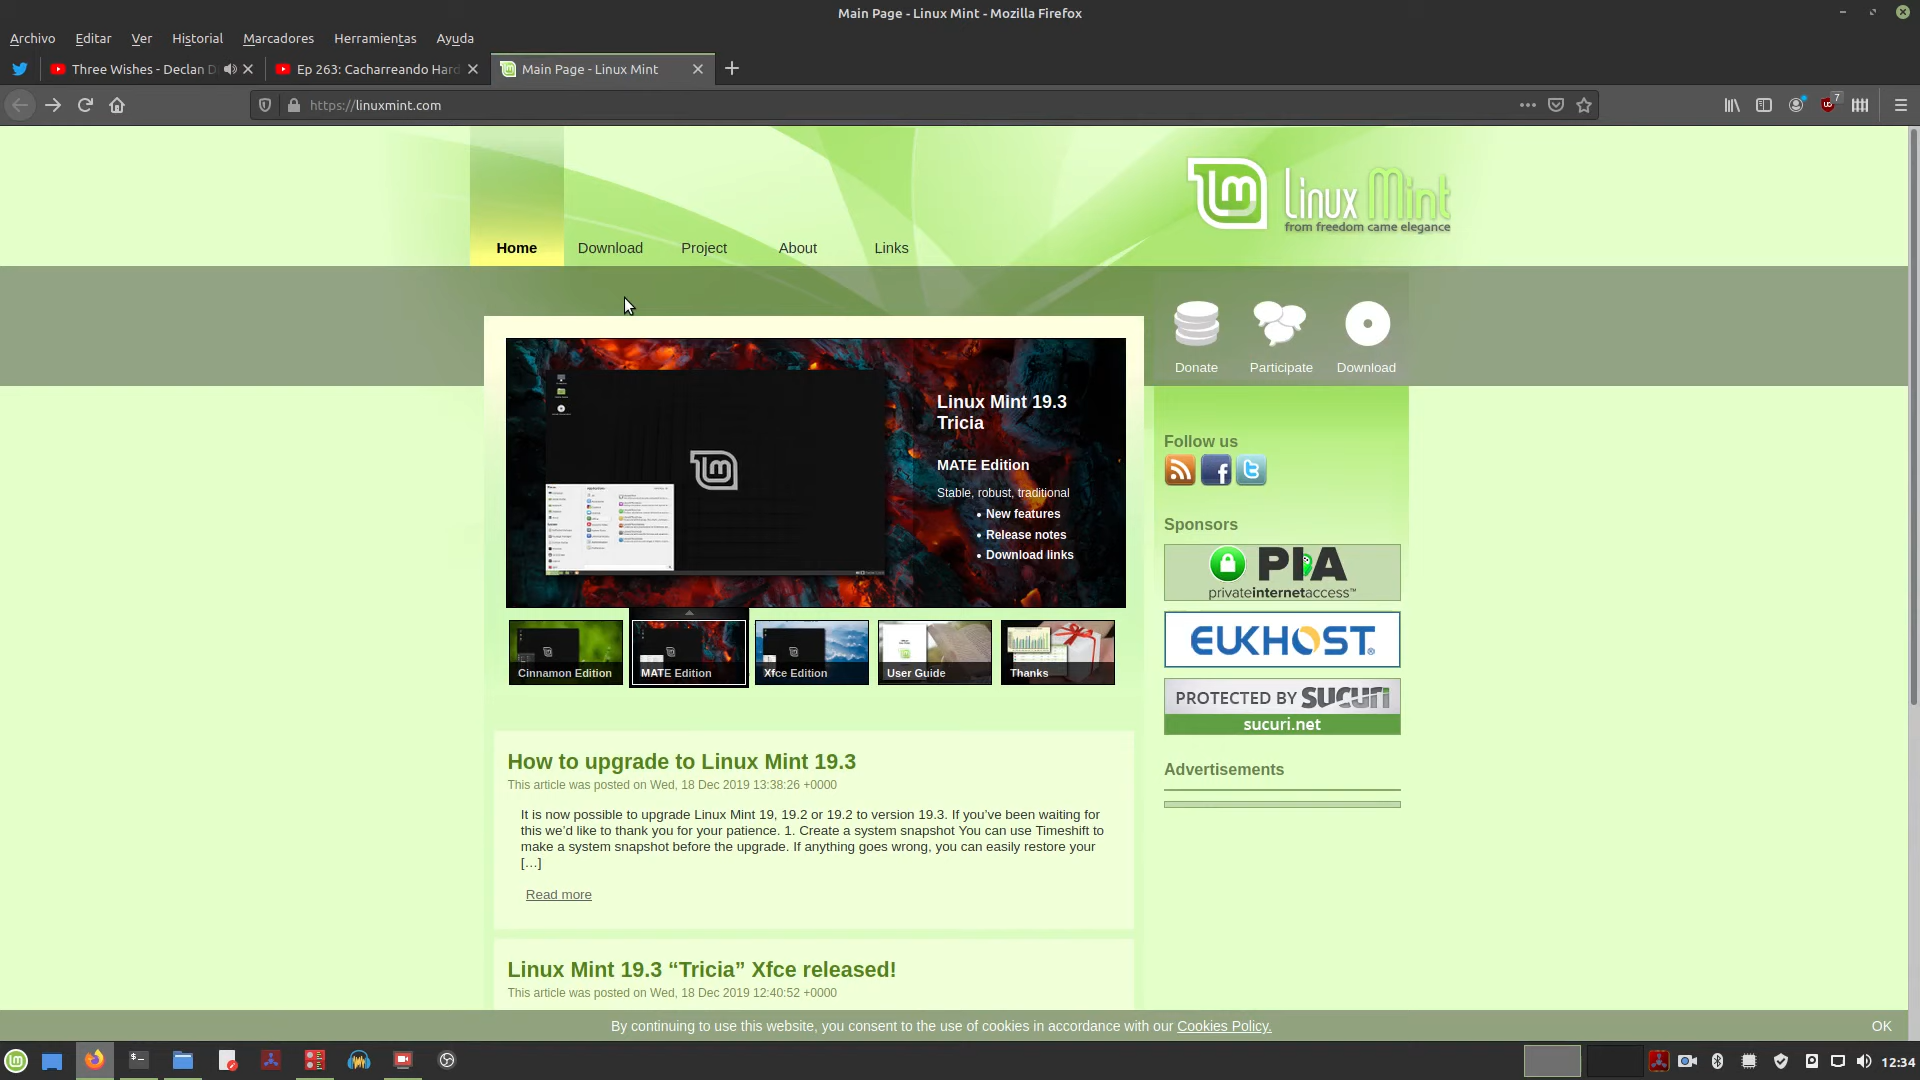 Main Page - Linux Mint - Mozilla Firefox
Archivo Editar Ver Historial Marcadores Herramientas Ayuda
Three Wishes - Declan D
Ep 263: Cacharreando Hard
Main Page - Linux Mint
https://linuxmint.com
7
Linux Mint
from freedom came elegance
Home Download Project About Links
Donate Participate Download
Linux Mint 19.3
Tricia
MATE Edition
Stable, robust, traditional
• New features
• Release notes
• Download links
Cinnamon Edition
MATE Edition
Xfce Edition
User Guide
Thanks
Follow us
Sponsors
PIA
privateinternetaccess™
EUKHOST®
PROTECTED BY SUCURI
sucuri.net
Advertisements
How to upgrade to Linux Mint 19.3
This article was posted on Wed, 18 Dec 2019 13:38:26 +0000
It is now possible to upgrade Linux Mint 19, 19.2 or 19.2 to version 19.3. If you’ve been waiting for
this we’d like to thank you for your patience. 1. Create a system snapshot You can use Timeshift to
make a system snapshot before the upgrade. If anything goes wrong, you can easily restore your
[…]
Read more
Linux Mint 19.3 “Tricia” Xfce released!
This article was posted on Wed, 18 Dec 2019 12:40:52 +0000
By continuing to use this website, you consent to the use of cookies in accordance with our Cookies Policy.
OK
12:34